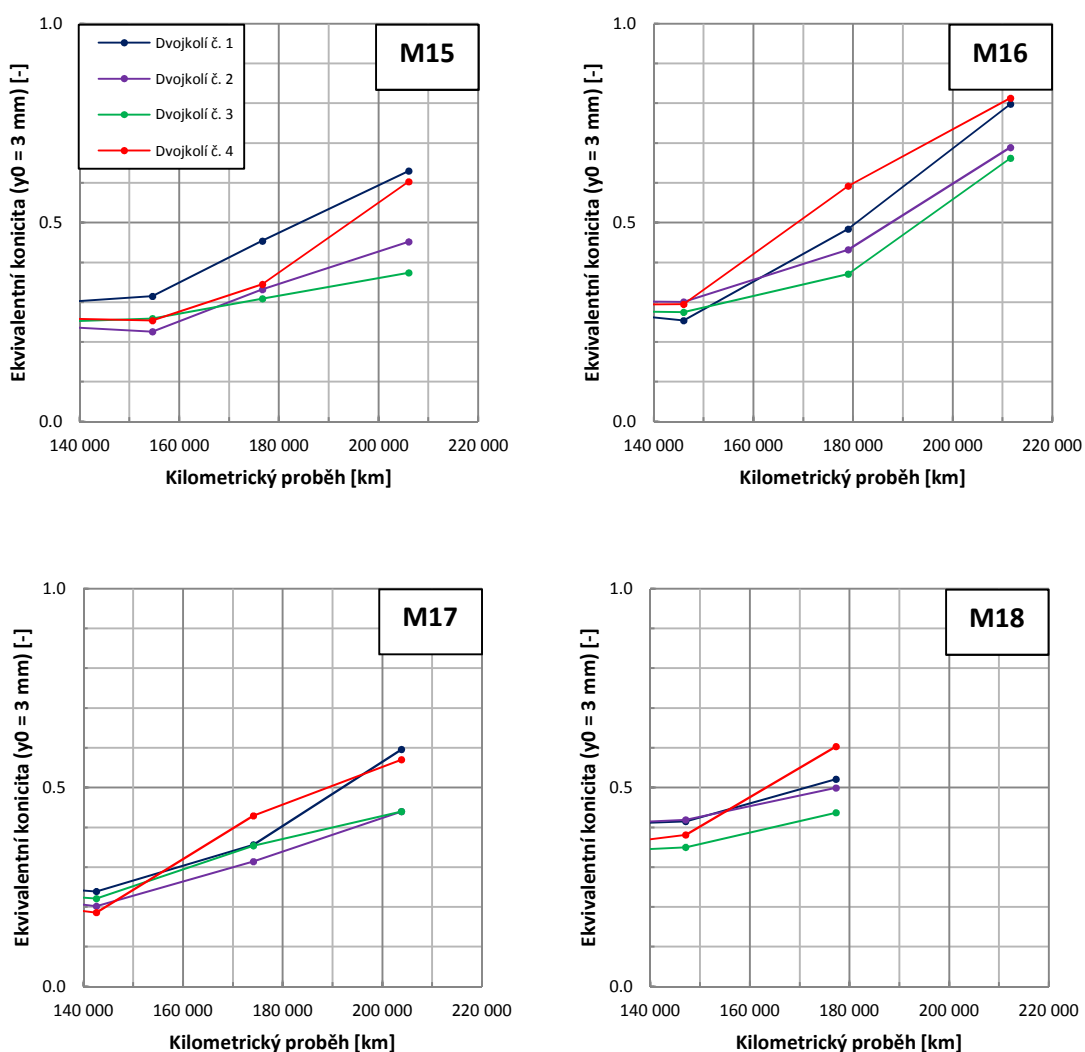 M15
Dvojkolí č. 1
Dvojkolí č. 2
Dvojkolí č. 3
Dvojkolí č. 4
1.0
0.5
0.0
Ekvivalentní konicita (y0 = 3 mm) [-]
140 000 160 000 180 000 200 000 220 000
Kilometrický proběh [km]
M16
1.0
0.5
0.0
Ekvivalentní konicita (y0 = 3 mm) [-]
140 000 160 000 180 000 200 000 220 000
Kilometrický proběh [km]
M17
1.0
0.5
0.0
Ekvivalentní konicita (y0 = 3 mm) [-]
140 000 160 000 180 000 200 000 220 000
Kilometrický proběh [km]
M18
1.0
0.5
0.0
Ekvivalentní konicita (y0 = 3 mm) [-]
140 000 160 000 180 000 200 000 220 000
Kilometrický proběh [km]